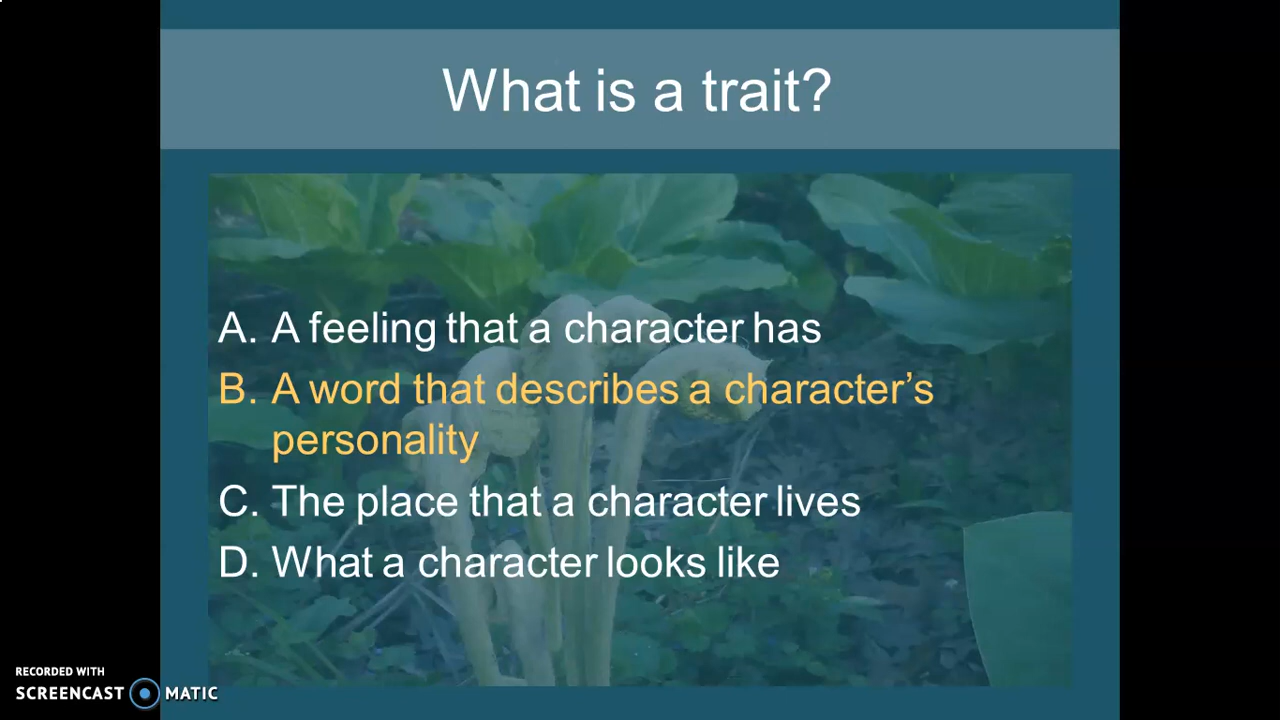 What is a trait?
A. A feeling that a character has
B. A word that describes a character’s
personality
C. The place that a character lives
D. What a character looks like
RECORDED WITH
SCREENCAST MATIC